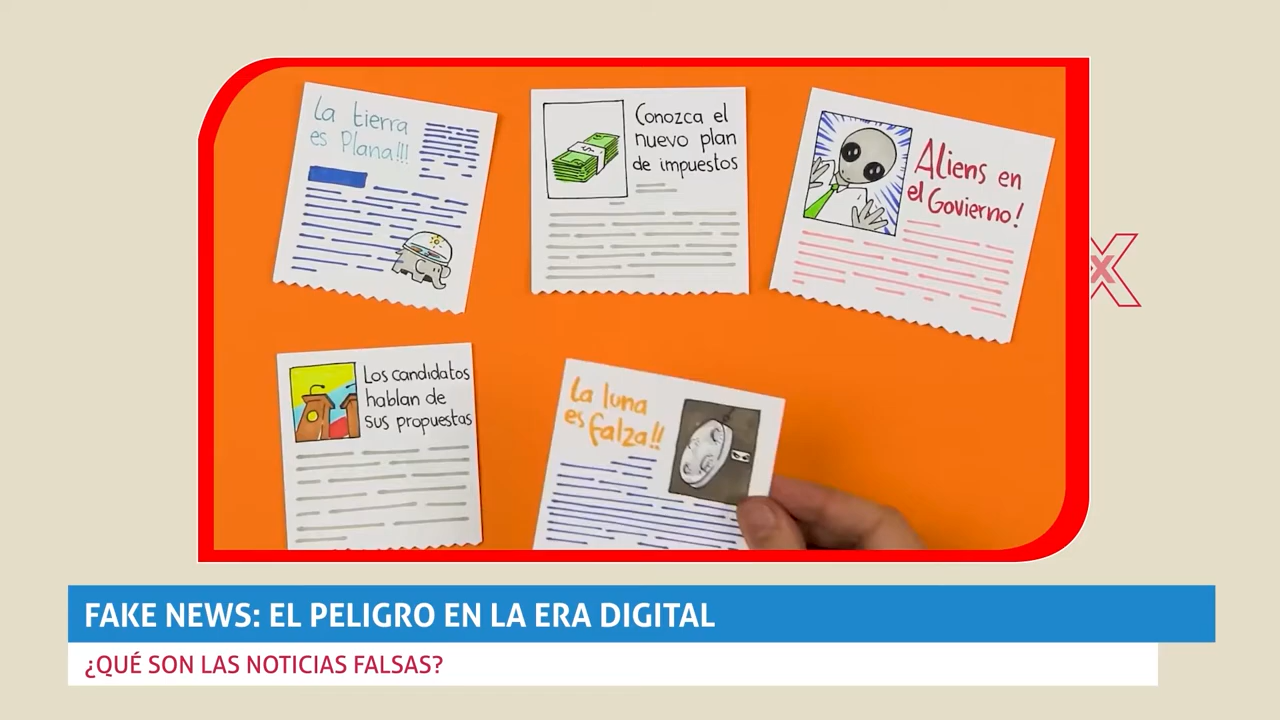 La tierra
es Plana!!!
Conozca el
nuevo plan
de impuestos
Aliens en
el Govierno!
Los candidatos
hablan de
sus propuestas
La luna
es falza!!
X
FAKE NEWS: EL PELIGRO EN LA ERA DIGITAL
¿QUÉ SON LAS NOTICIAS FALSAS?